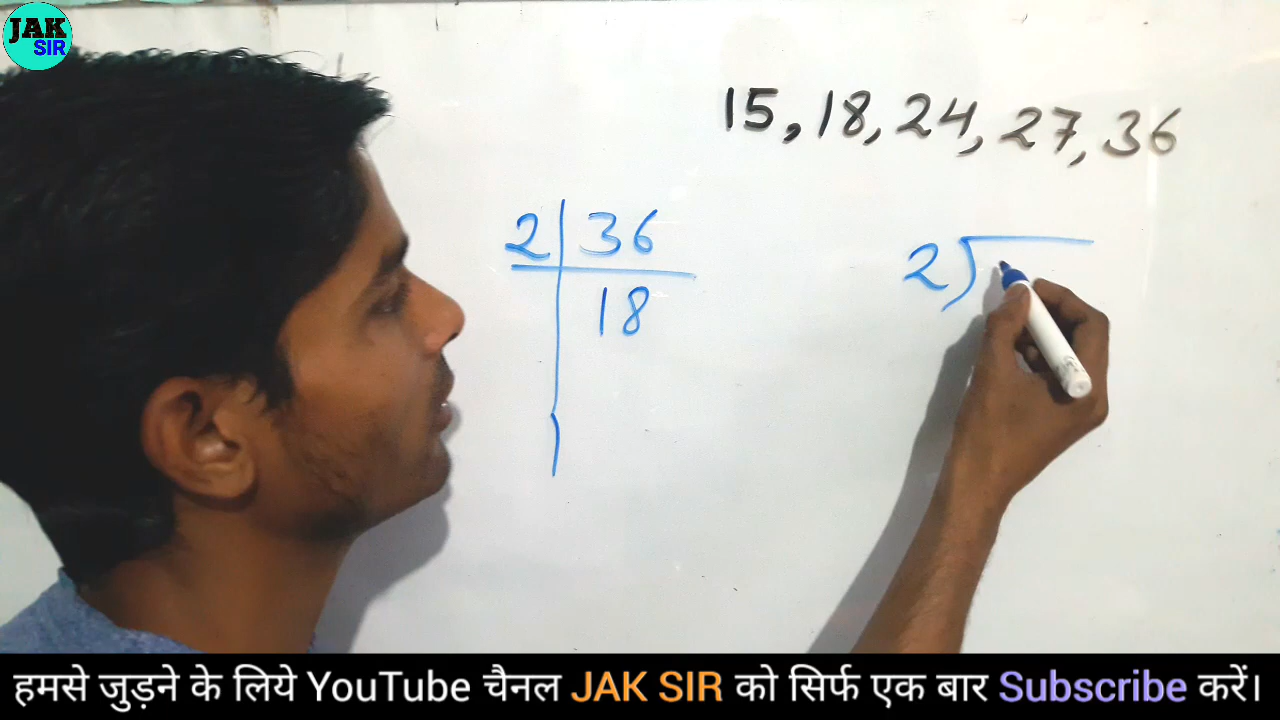 JAK
SIR
15, 18, 24, 27, 36
2 | 36
18
2
हमसे जुड़ने के लिये YouTube चैनल JAK SIR को सिर्फ एक बार Subscribe करें।